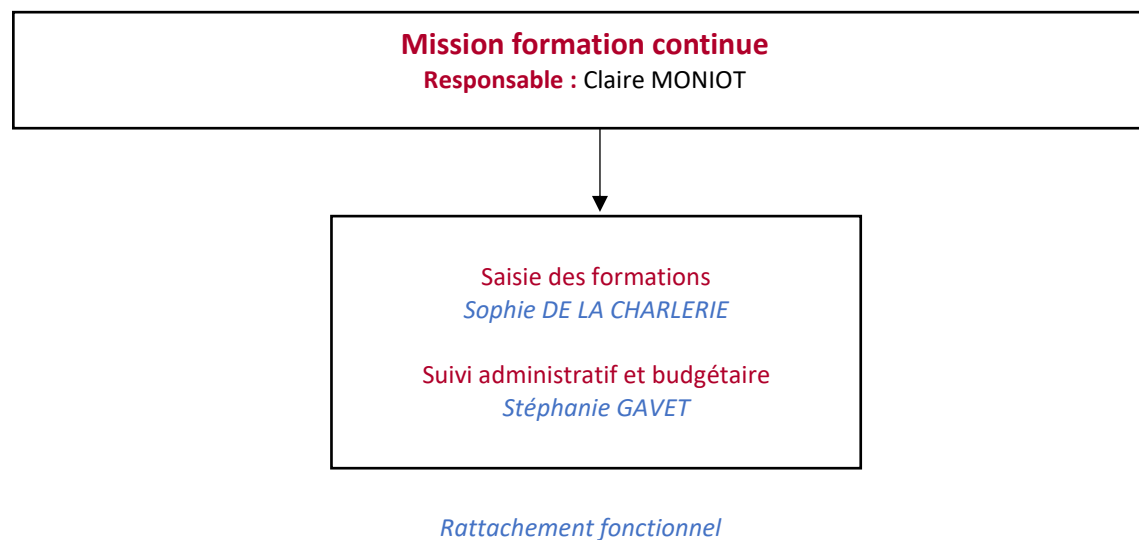 Mission formation continue
Responsable : Claire MONIOT
Saisie des formations
Sophie DE LA CHARLERIE
Suivi administratif et budgétaire
Stéphanie GAVET
Rattachement fonctionnel